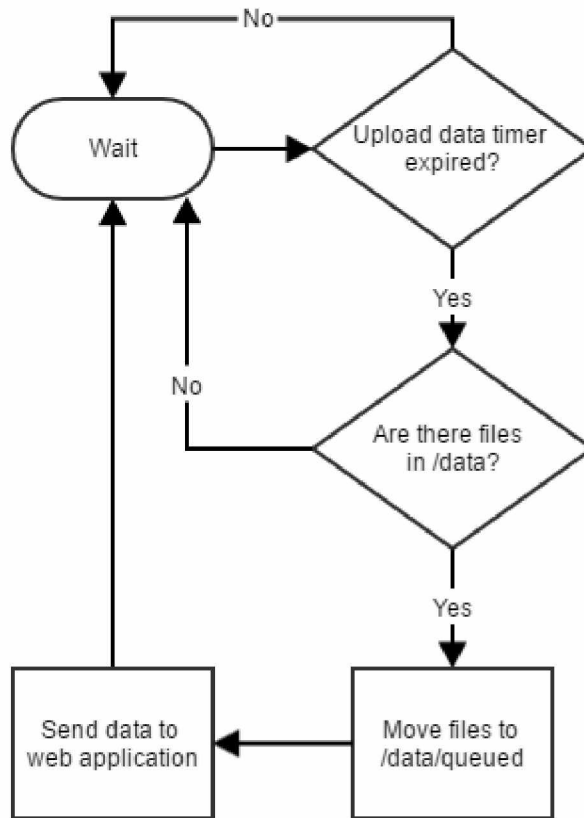 No
Wait
Upload data timer
expired?
Yes
No
Are there files
in /data?
Yes
Send data to
web application
Move files to
/data/queued